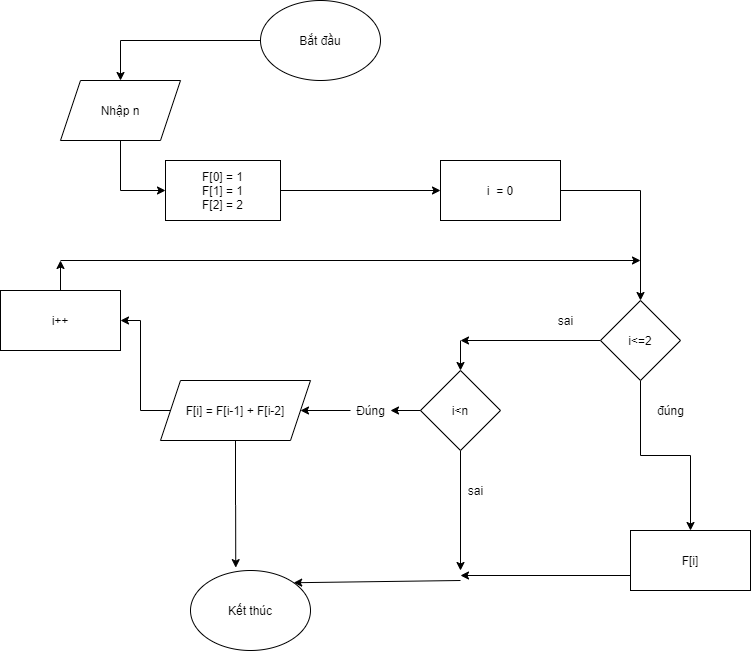 Bắt đầu
Nhập n
F[0] = 1
F[1] = 1
F[2] = 2
i = 0
i++
sai
i<=2
F[i] = F[i-1] + F[i-2]
Đúng
i<n
đúng
sai
F[i]
Kết thúc